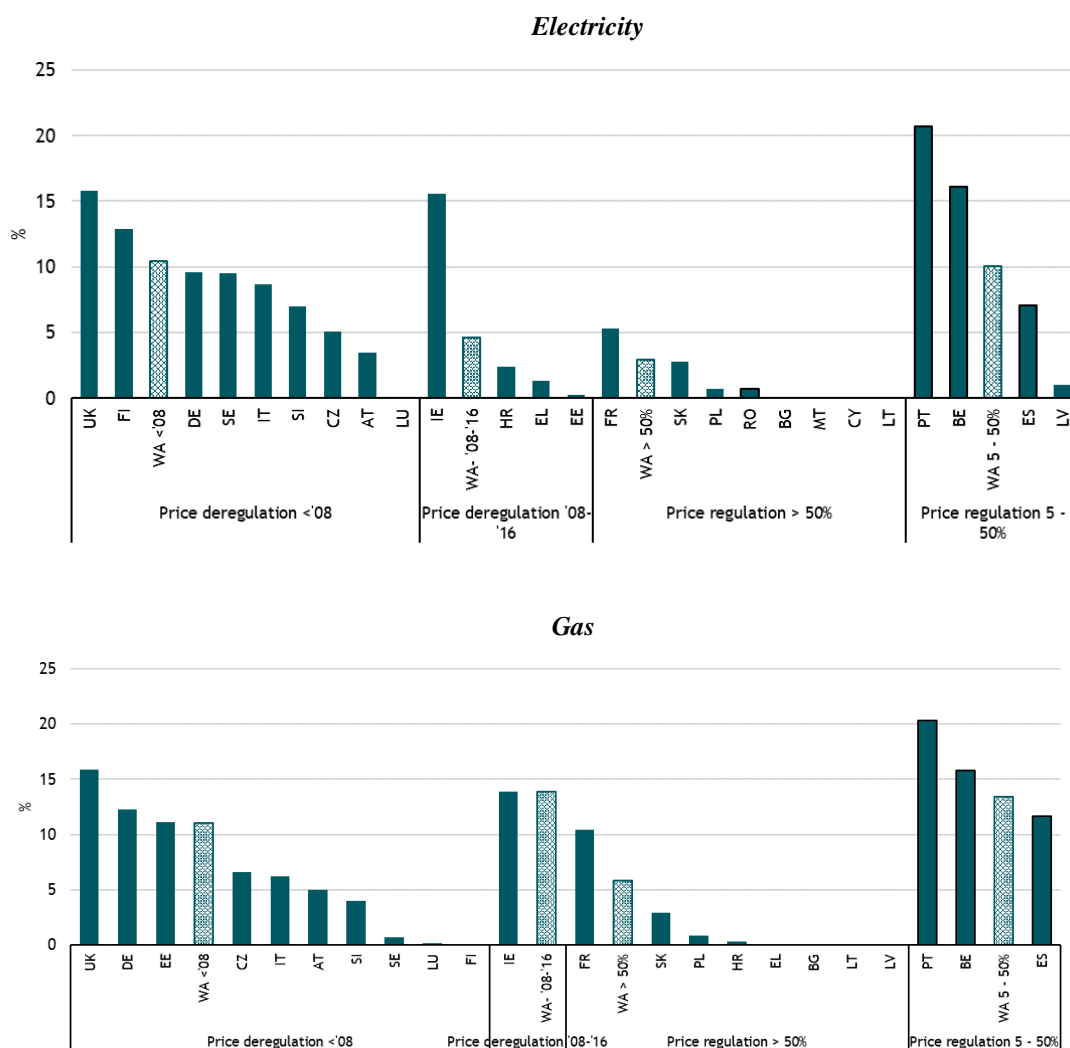 Electricity
25
20
15
10
5
0
%
UK
FI
WA <'08
DE
SE
IT
SI
CZ
AT
LU
IE
WA- '08-'16
HR
EL
EE
FR
WA > 50%
SK
PL
RO
BG
MT
CY
LT
PT
BE
WA 5 - 50%
ES
LV
Price deregulation <'08
Price deregulation '08-
'16
Price regulation > 50%
Price regulation 5 -
50%
Gas
25
20
15
10
5
0
%
UK
DE
EE
WA <'08
CZ
IT
AT
SI
SE
LU
FI
IE
WA- '08-'16
FR
WA > 50%
SK
PL
HR
EL
BG
LT
LV
PT
BE
WA 5 - 50%
ES
Price deregulation <'08
Price deregulation '08-'16
Price regulation > 50%
Price regulation 5 - 50%